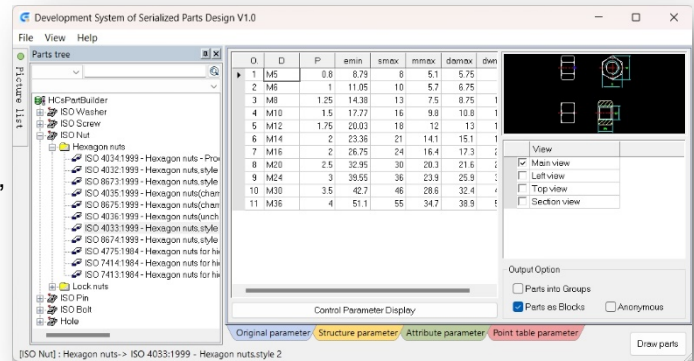 ,
Development System of Serialized Parts Design V1.0
File View Help
Parts tree
Picture list
HCsPartBuilder
ISO Washer
ISO Screw
ISO Nut
Hexagon nuts
ISO 4034:1999 - Hexagon nuts - Pro
ISO 4032:1999 - Hexagon nuts,style
ISO 8673:1999 - Hexagon nuts,style
ISO 4035:1999 - Hexagon nuts(cham
ISO 8675:1999 - Hexagon nuts(cham
ISO 4036:1999 - Hexagon nuts(unch
ISO 4033:1999 - Hexagon nuts,style
ISO 8674:1999 - Hexagon nuts,style
ISO 4775:1984 - Hexagon nuts for hi
ISO 7414:1984 - Hexagon nuts for hi
ISO 7413:1984 - Hexagon nuts for hi
Lock nuts
ISO Pin
ISO Bolt
Hole
O. D P emin smax mmax damax dwn
1 M5 0.8 8.79 8 5.1 5.75
2 M6 1 11.05 10 5.7 6.75
3 M8 1.25 14.38 13 7.5 8.75 1
4 M10 1.5 17.77 16 9.8 10.8 1
5 M12 1.75 20.03 18 12 13 1
6 M14 2 23.36 21 14.1 15.1 1
7 M16 2 26.75 24 16.4 17.3 2
8 M20 2.5 32.95 30 20.3 21.6 2
9 M24 3 39.55 36 23.9 25.9 3
10 M30 3.5 42.7 46 28.6 32.4 4
11 M36 4 51.1 55 34.7 38.9 5
Control Parameter Display
Original parameter Structure parameter Attribute parameter Point table parameter
View
Main view
Left view
Top view
Section view
Output Option
Parts into Groups
Parts as Blocks Anonymous
Draw parts
[ISO Nut] : Hexagon nuts-> ISO 4033:1999 - Hexagon nuts.style 2